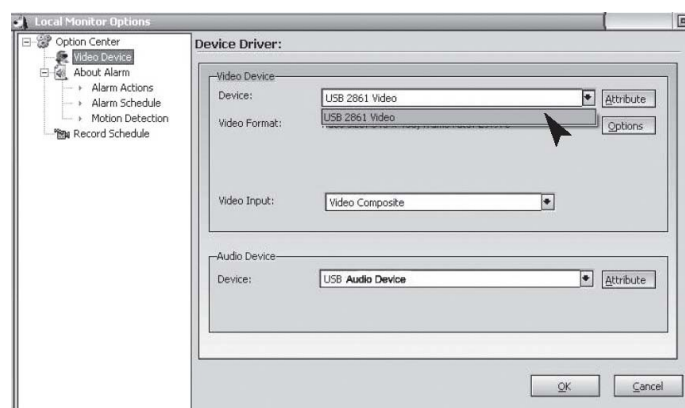 Local Monitor Options
Option Center
Video Device
About Alarm
Alarm Actions
Alarm Schedule
Motion Detection
Record Schedule
Device Driver:
Video Device
Device: USB 2861 Video Attribute
USB 2861 Video
Video Format: Options
Video Input: Video Composite
Audio Device
Device: USB Audio Device Attribute
OK Cancel